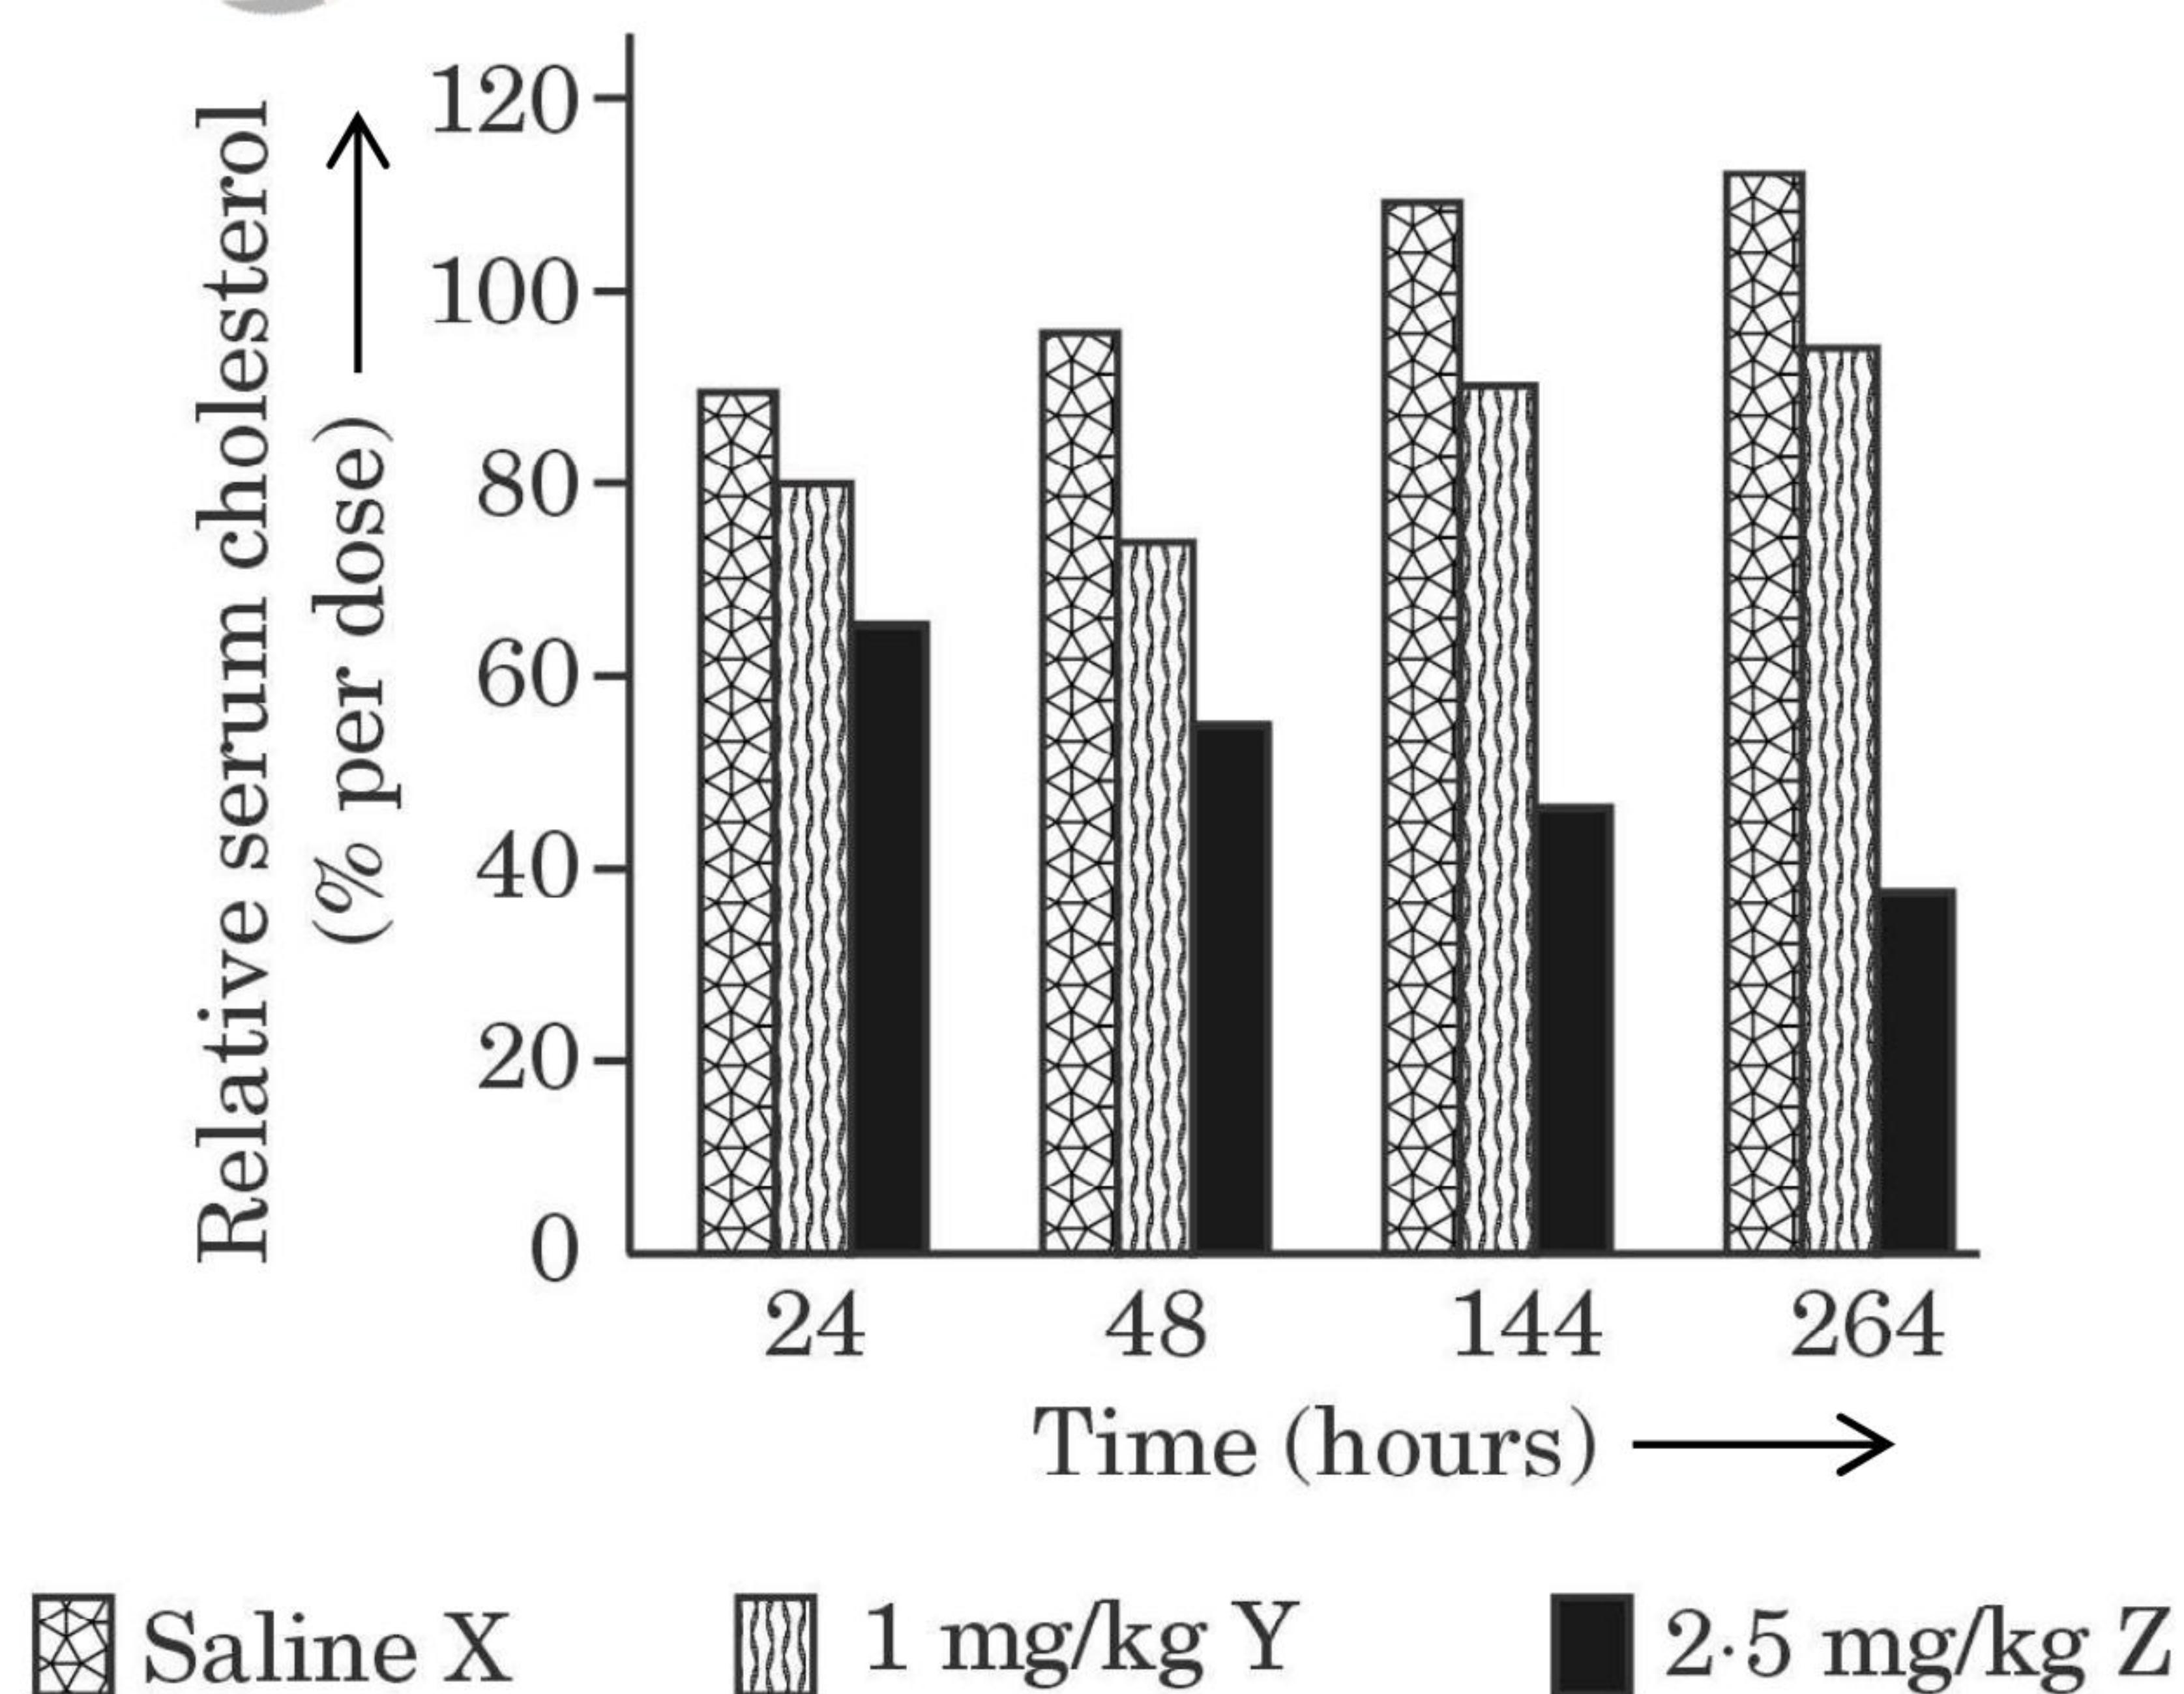 Relative serum cholesterol
(% per dose)
120
100
80
60
40
20
0
24 48 144 264
Time (hours)
Saline X 1 mg/kg Y 2·5 mg/kg Z